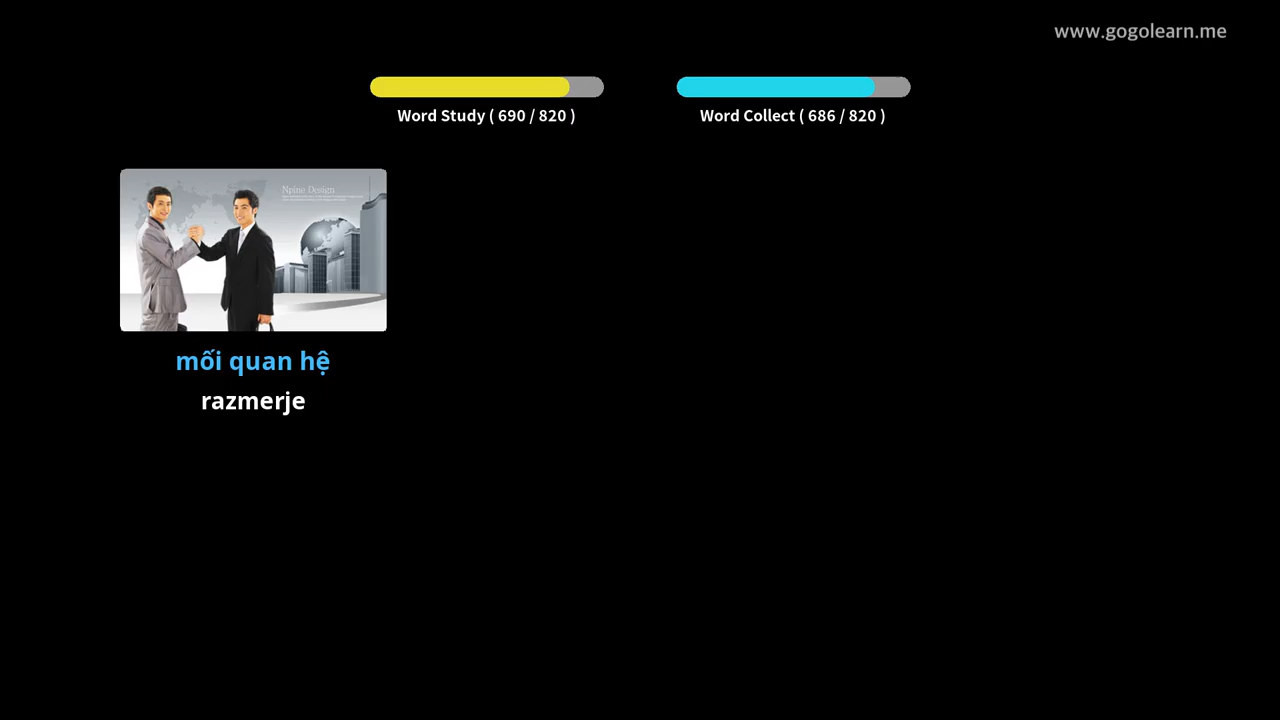 www.gogolearn.me
Word Study ( 690 / 820 )
Word Collect ( 686 / 820 )
Npine Design
mối quan hệ
razmerje